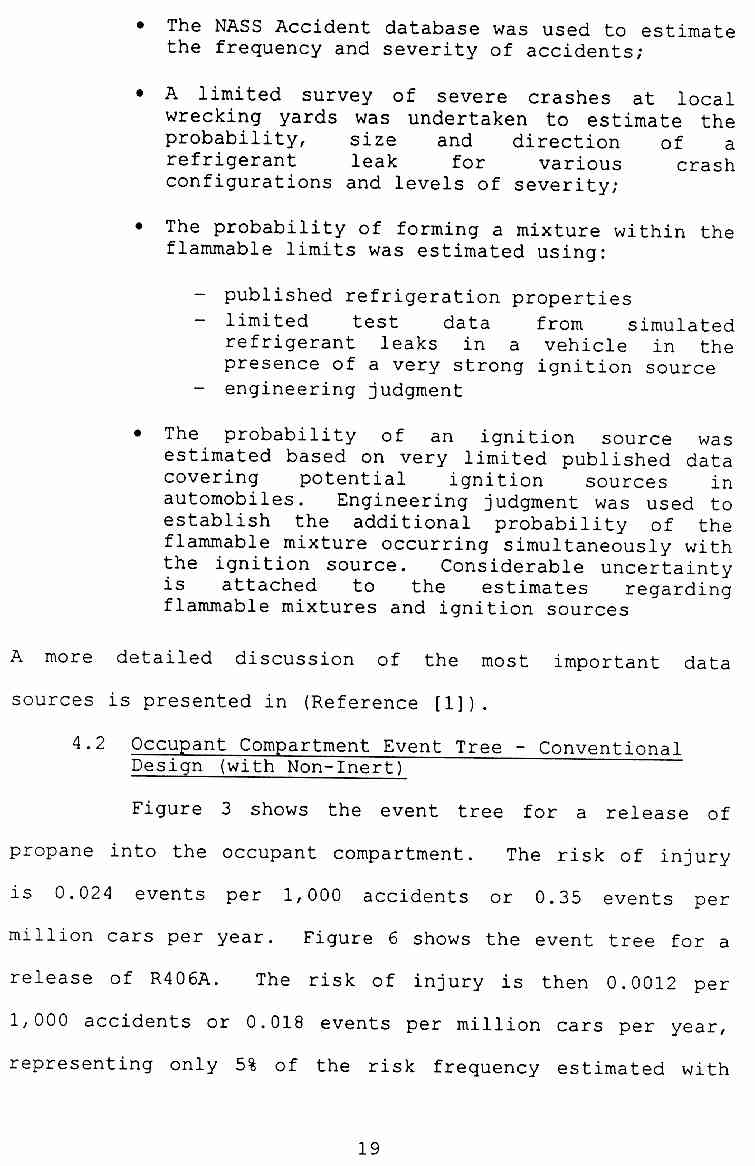 • The NASS Accident database was used to estimate
the frequency and severity of accidents;
• A limited survey of severe crashes at local
wrecking yards was undertaken to estimate the
probability, size and direction of a
refrigerant leak for various crash
configurations and levels of severity;
• The probability of forming a mixture within the
flammable limits was estimated using:
– published refrigeration properties
– limited test data from simulated
refrigerant leaks in a vehicle in the
presence of a very strong ignition source
– engineering judgment
• The probability of an ignition source was
estimated based on very limited published data
covering potential ignition sources in
automobiles. Engineering judgment was used to
establish the additional probability of the
flammable mixture occurring simultaneously with
the ignition source. Considerable uncertainty
is attached to the estimates regarding
flammable mixtures and ignition sources
A more detailed discussion of the most important data
sources is presented in (Reference [1]).
4.2 Occupant Compartment Event Tree - Conventional
Design (with Non-Inert)
Figure 3 shows the event tree for a release of
propane into the occupant compartment. The risk of injury
is 0.024 events per 1,000 accidents or 0.35 events per
million cars per year. Figure 6 shows the event tree for a
release of R406A. The risk of injury is then 0.0012 per
1,000 accidents or 0.018 events per million cars per year,
representing only 5% of the risk frequency estimated with
19